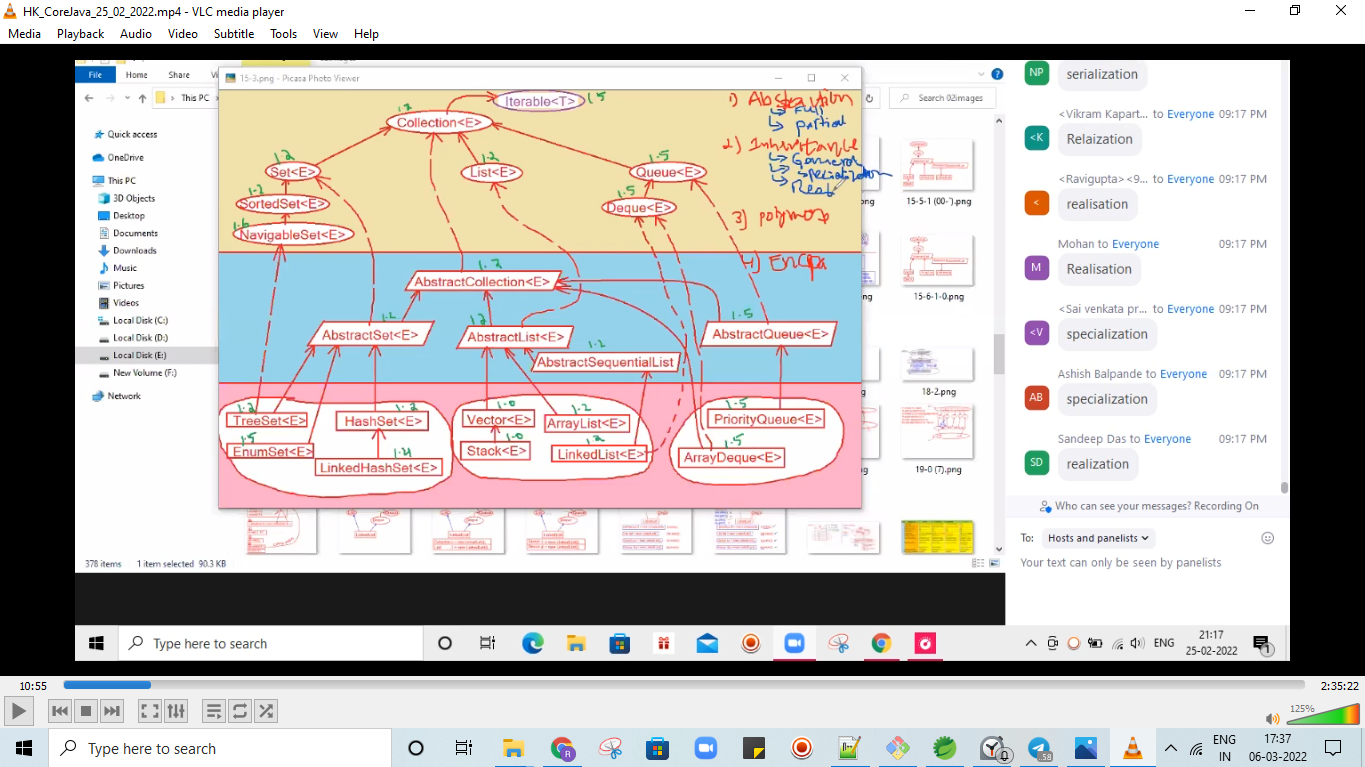 HK_CoreJava_25_02_2022.mp4 - VLC media player
Media Playback Audio Video Subtitle Tools View Help
File Home Share
15-3.png - Picasa Photo Viewer
This PC
Search 02images
Quick access
OneDrive
This PC
3D Objects
Desktop
Documents
Downloads
Music
Pictures
Videos
Local Disk (C:)
Local Disk (D:)
Local Disk (E:)
New Volume (F:)
Network
Iterable<T> 1.5
1.2
Collection<E>
1.2 1.2 1.5
Set<E> List<E> Queue<E>
1.2 1.5
SortedSet<E> Deque<E>
1.6
NavigableSet<E>
1) Abstraction
Full
partial
2) Inheritance
3) polymor
4) Encpa
1.2
AbstractCollection<E>
1.2 1.2 1.5
AbstractSet<E> AbstractList<E> AbstractQueue<E>
1.2
AbstractSequentialList
1.2 1.2 1.0 1.2 1.5
TreeSet<E> HashSet<E> Vector<E> ArrayList<E> PriorityQueue<E>
1.5 1.4 1.0 1.2 1.5
EnumSet<E> LinkedHashSet<E> Stack<E> LinkedList<E> ArrayDeque<E>
ng 15-5-1 (00-).png
ng 15-6-1-0.png
18-2.png
ng 19-0 (7).png
378 items 1 item selected 90.3 KB
NP serialization
<Vikram Kapart... to Everyone 09:17 PM
<K Relaization
<Ravigupta> <9... to Everyone 09:17 PM
< realisation
Mohan to Everyone 09:17 PM
M Realisation
<Sai venkata pr... to Everyone 09:17 PM
<V specialization
Ashish Balpande to Everyone 09:17 PM
AB specialization
Sandeep Das to Everyone 09:17 PM
SD realization
Who can see your messages? Recording On
To: Hosts and panelists
Your text can only be seen by panelists
Type here to search
ENG
21:17
25-02-2022
1
10:55 2:35:22
125%
Type here to search
R
58
ENG
IN
17:37
06-03-2022